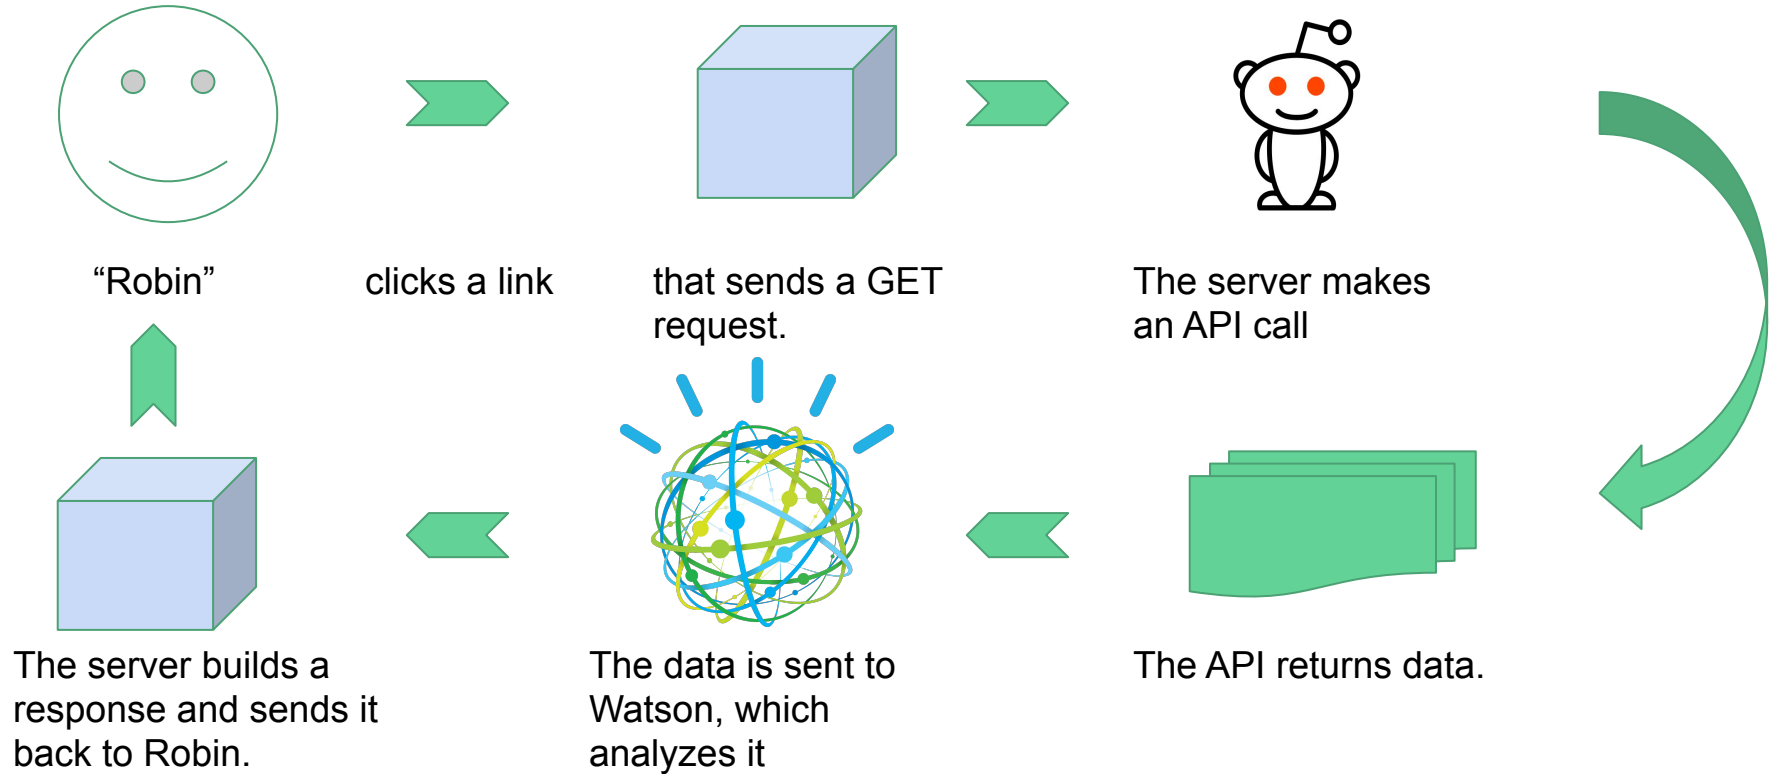 “Robin”
clicks a link
that sends a GET
request.
The server makes
an API call
The server builds a
response and sends it
back to Robin.
The data is sent to
Watson, which
analyzes it
The API returns data.